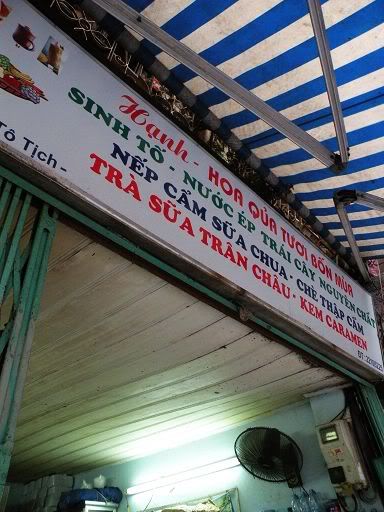 Hạnh - HOA QỦA TƯƠI BỐN MÙA
SINH TỐ - NƯỚC ÉP TRÁI CÂY NGUYÊN CHẤT
NẾP CẨM SỮA CHUA - CHÈ THẬP CẨM
TRÀ SỮA TRÂN CHÂU - KEM CARAMEN
Tô Tịch -